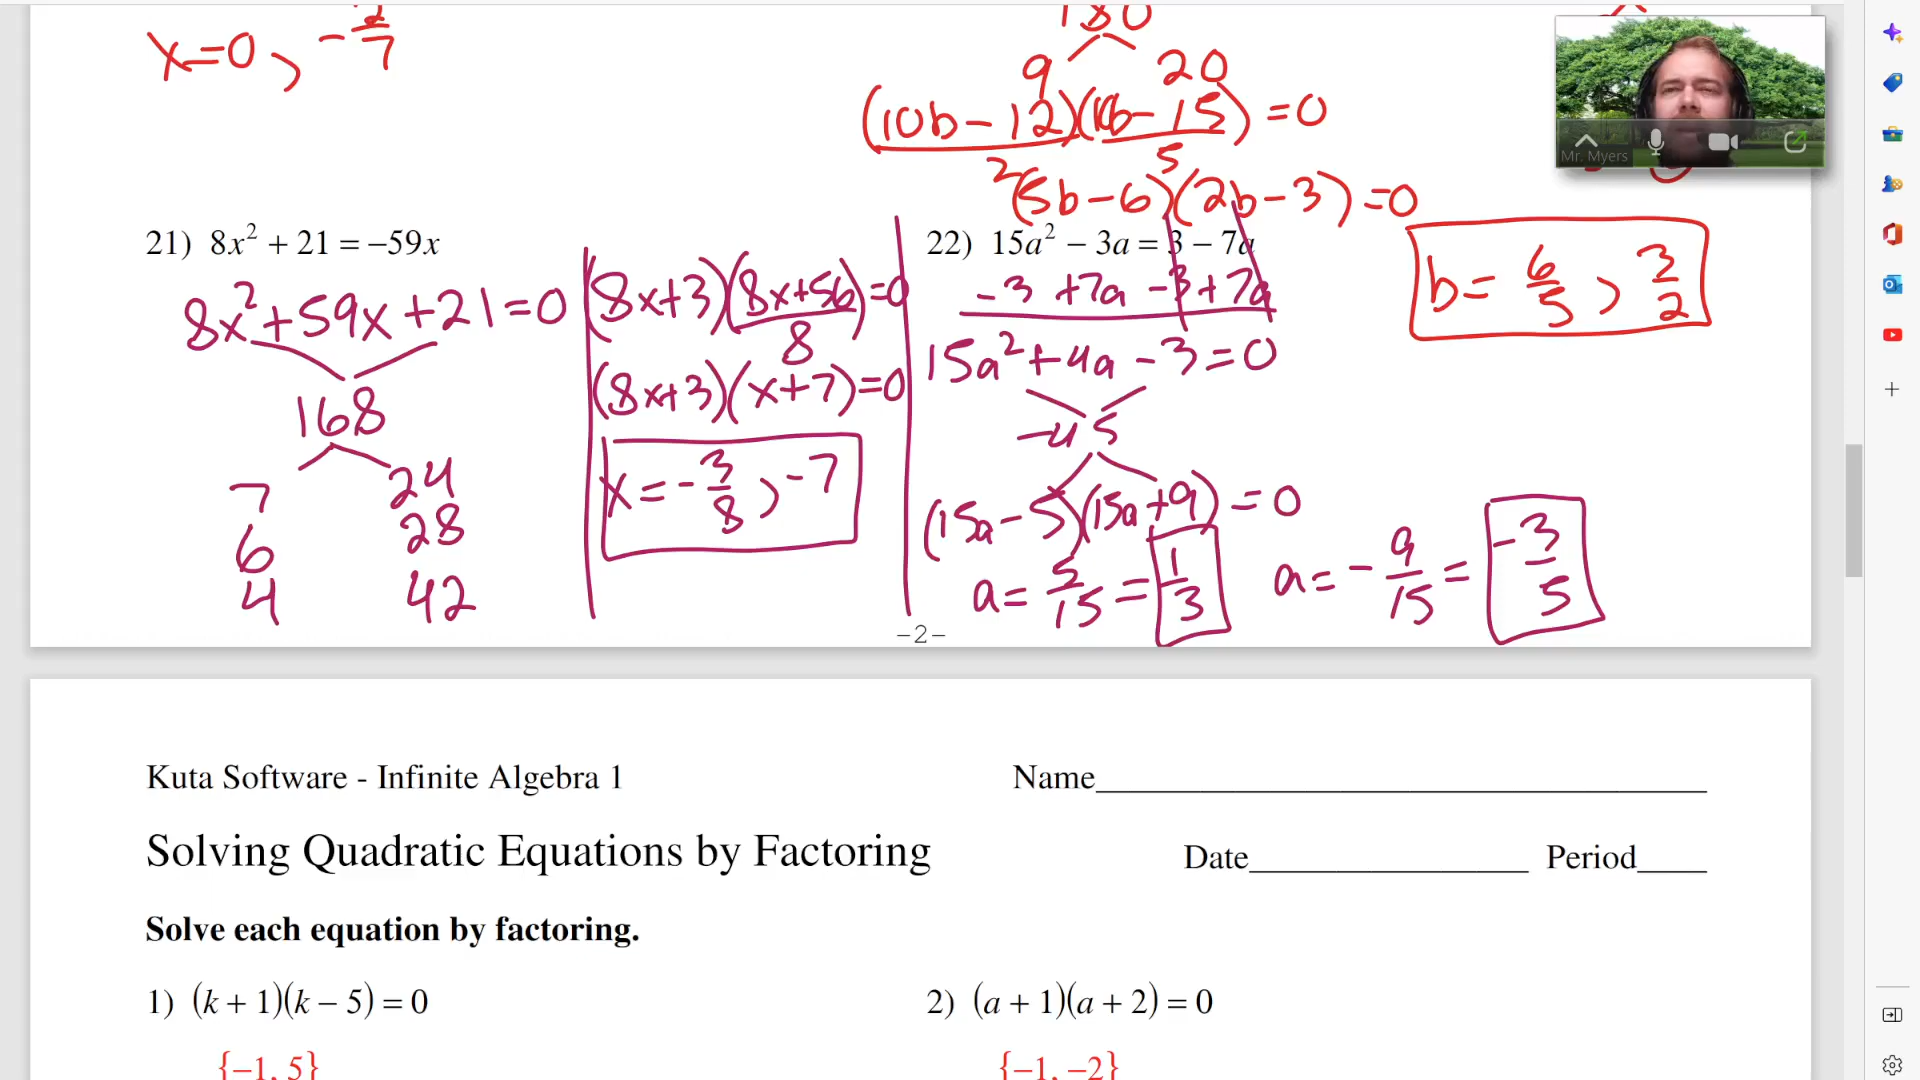 x=0, -2/7
180
9 20
(10b-12)(10b-15)=0
2 5
(5b-6)(2b-3)=0
b= 6/5, 3/2
Mr. Myers
21) 8x² + 21 = −59x
8x²+59x+21=0
168
7 24
6 28
4 42
(8x+3)(8x+56)=0
8
(8x+3)(x+7)=0
x=-3/8, -7
22) 15a² − 3a = 3 − 7a
-3 +7a -3+7a
15a²+4a-3=0
-45
(15a-5)(15a+9)=0
a= 5/15 = 1/3 a= -9/15 = -3/5
-2-
Kuta Software - Infinite Algebra 1
Name
Solving Quadratic Equations by Factoring
Date Period
Solve each equation by factoring.
1) (k + 1)(k − 5) = 0
{−1, 5}
2) (a + 1)(a + 2) = 0
{−1, −2}